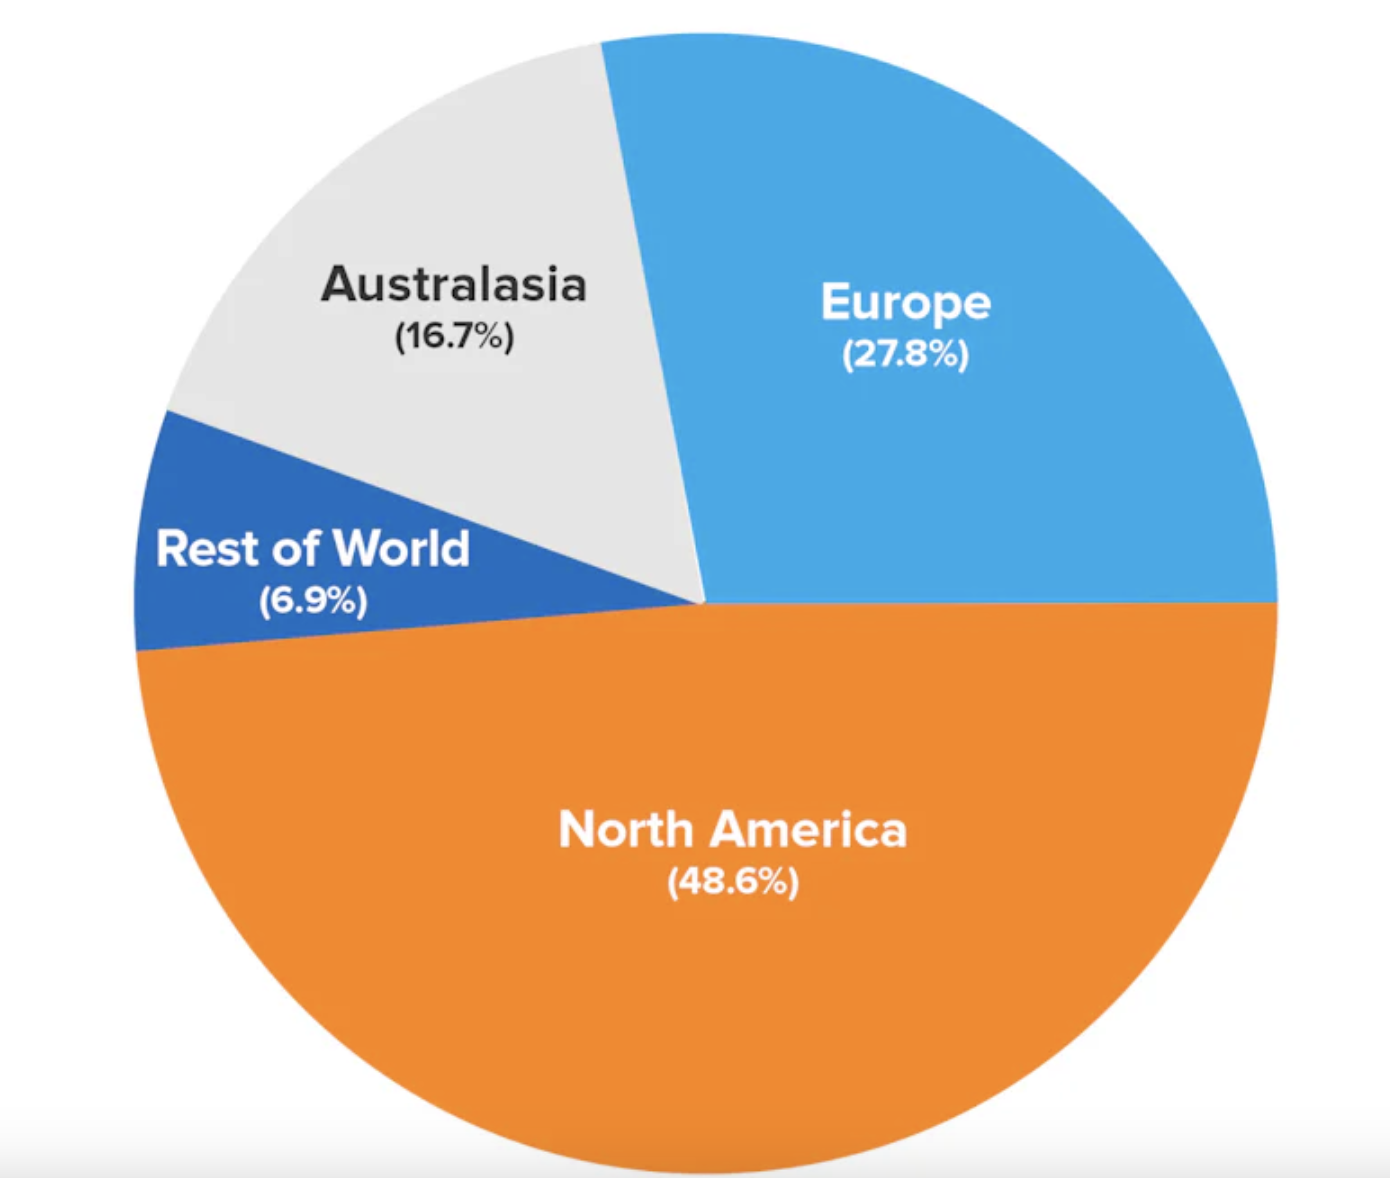 Australasia
(16.7%)
Europe
(27.8%)
Rest of World
(6.9%)
North America
(48.6%)